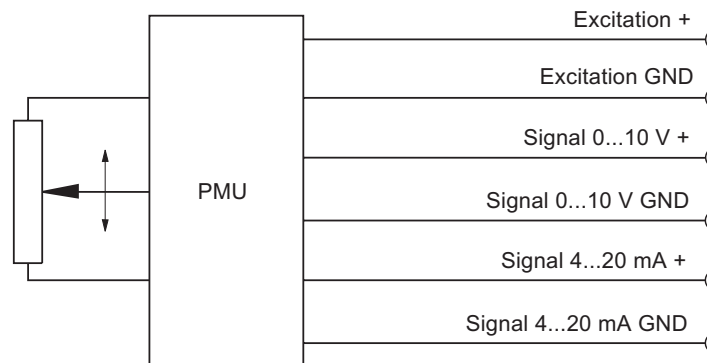 Excitation +
Excitation GND
Signal 0...10 V +
PMU
Signal 0...10 V GND
Signal 4...20 mA +
Signal 4...20 mA GND